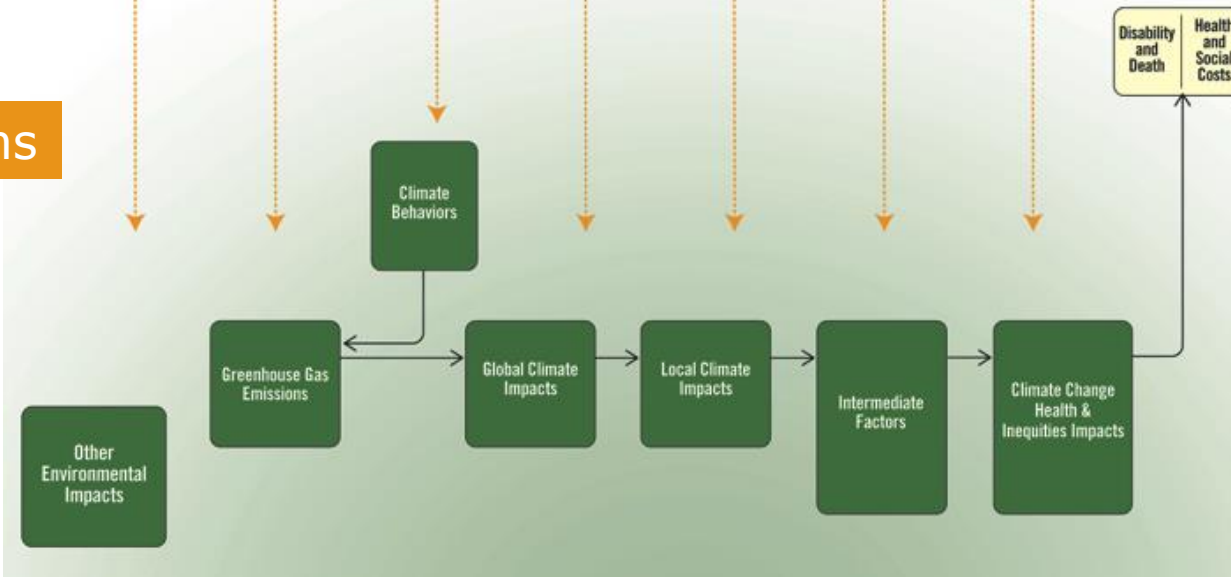 Disability
and
Death
Health
and
Social
Costs
ns
Climate
Behaviors
Greenhouse Gas
Emissions
Global Climate
Impacts
Local Climate
Impacts
Intermediate
Factors
Climate Change
Health &
Inequities Impacts
Other
Environmental
Impacts